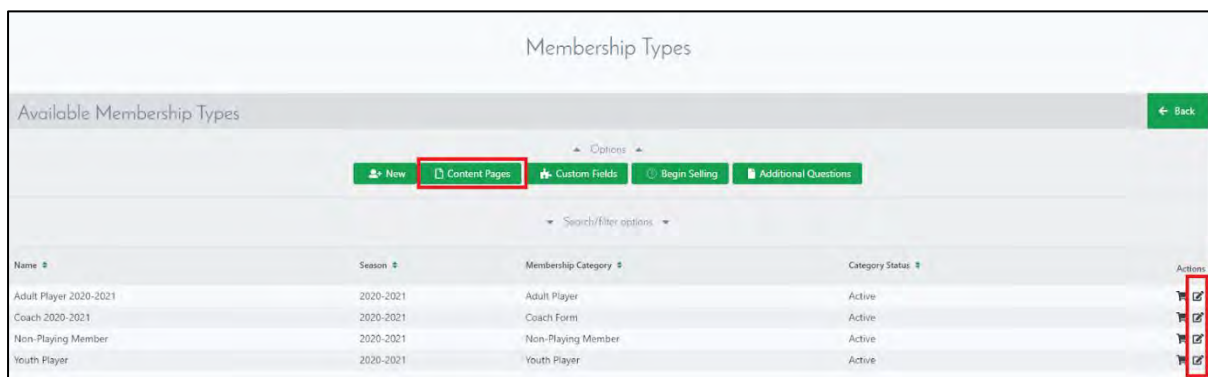 Membership Types
Available Membership Types
Back
Options
New Content Pages Custom Fields Begin Selling Additional Questions
Search/filter options
Name Season Membership Category Category Status Actions
Adult Player 2020-2021 2020-2021 Adult Player Active
Coach 2020-2021 2020-2021 Coach Form Active
Non-Playing Member 2020-2021 Non-Playing Member Active
Youth Player 2020-2021 Youth Player Active